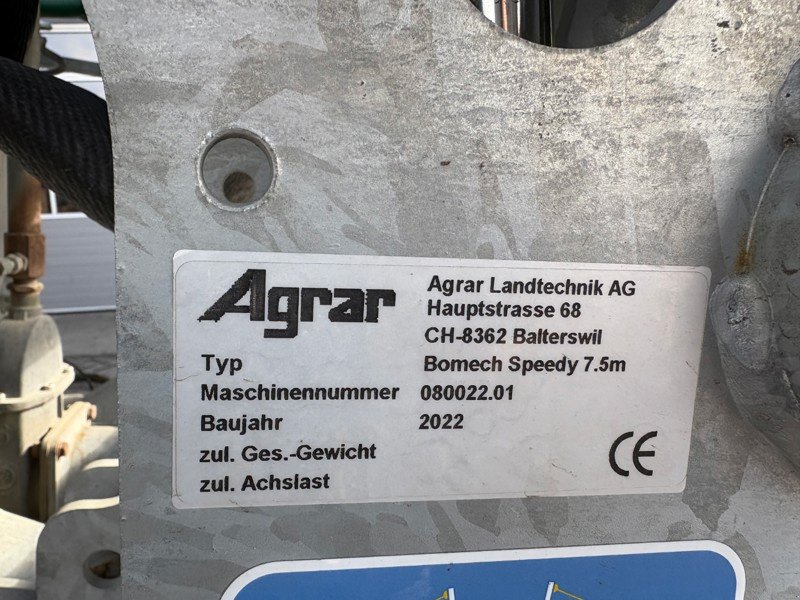 Agrar
Agrar Landtechnik AG
Hauptstrasse 68
CH-8362 Balterswil
Typ Bomech Speedy 7.5m
Maschinennummer 080022.01
Baujahr 2022
zul. Ges.-Gewicht
zul. Achslast
CE